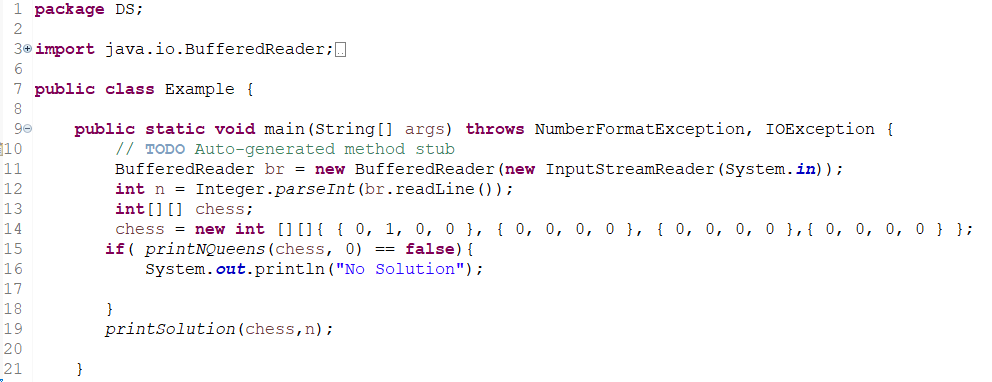 1 package DS;
2
3 import java.io.BufferedReader;
6
7 public class Example {
8
9 public static void main(String[] args) throws NumberFormatException, IOException {
10 // TODO Auto-generated method stub
11 BufferedReader br = new BufferedReader(new InputStreamReader(System.in));
12 int n = Integer.parseInt(br.readLine());
13 int[][] chess;
14 chess = new int [][]{ { 0, 1, 0, 0 }, { 0, 0, 0, 0 }, { 0, 0, 0, 0 },{ 0, 0, 0, 0 } };
15 if( printNQueens(chess, 0) == false){
16 System.out.println("No Solution");
17
18 }
19 printSolution(chess,n);
20
21 }